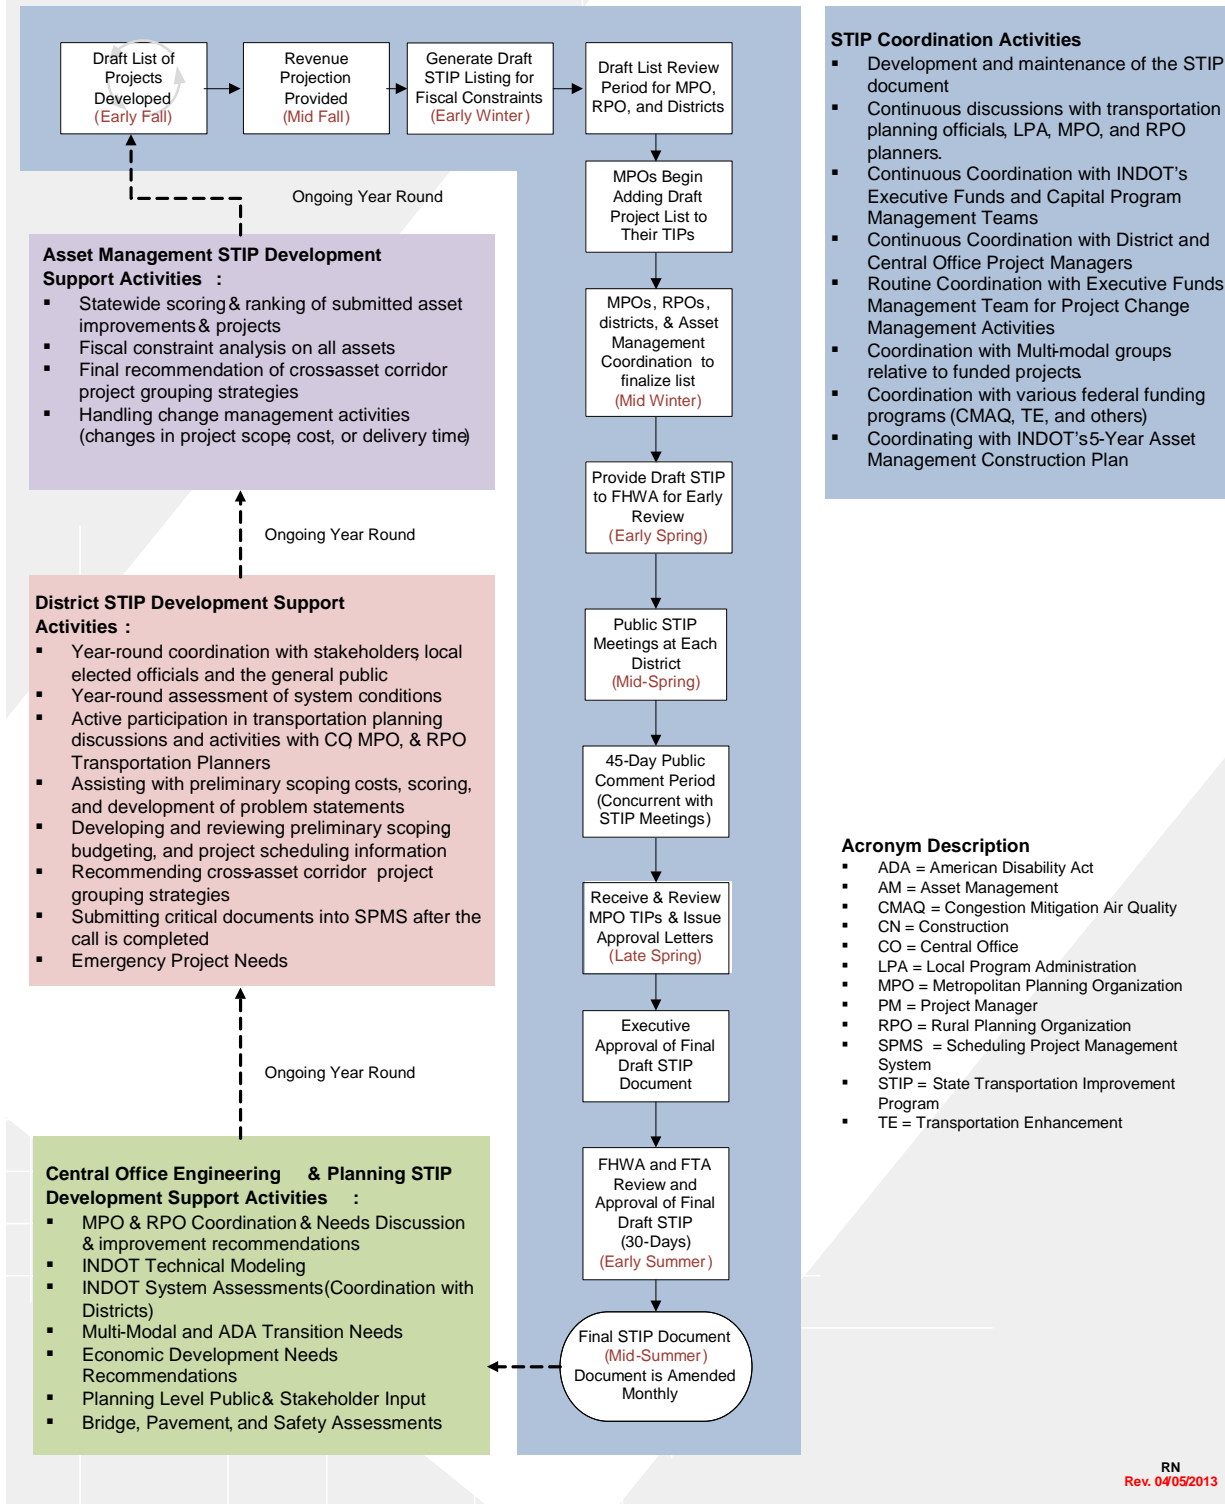 Draft List of
Projects
Developed
(Early Fall)
Revenue
Projection
Provided
(Mid Fall)
Generate Draft
STIP Listing for
Fiscal Constraints
(Early Winter)
Draft List Review
Period for MPO,
RPO, and Districts
MPOs Begin
Adding Draft
Project List to
Their TIPs
MPOs, RPOs,
districts, & Asset
Management
Coordination to
finalize list
(Mid Winter)
Provide Draft STIP
to FHWA for Early
Review
(Early Spring)
Public STIP
Meetings at Each
District
(Mid-Spring)
45-Day Public
Comment Period
(Concurrent with
STIP Meetings)
Receive & Review
MPO TIPs & Issue
Approval Letters
(Late Spring)
Executive
Approval of Final
Draft STIP
Document
FHWA and FTA
Review and
Approval of Final
Draft STIP
(30-Days)
(Early Summer)
Final STIP Document
(Mid-Summer)
Document is Amended
Monthly
Ongoing Year Round
Asset Management STIP Development
Support Activities :
▪ Statewide scoring & ranking of submitted asset
improvements & projects
▪ Fiscal constraint analysis on all assets
▪ Final recommendation of cross-asset corridor
project grouping strategies
▪ Handling change management activities
(changes in project scope, cost, or delivery time)
Ongoing Year Round
District STIP Development Support
Activities :
▪ Year-round coordination with stakeholders, local
elected officials and the general public
▪ Year-round assessment of system conditions
▪ Active participation in transportation planning
discussions and activities with CO, MPO, & RPO
Transportation Planners
▪ Assisting with preliminary scoping costs, scoring,
and development of problem statements
▪ Developing and reviewing preliminary scoping,
budgeting, and project scheduling information
▪ Recommending cross-asset corridor project
grouping strategies
▪ Submitting critical documents into SPMS after the
call is completed
▪ Emergency Project Needs
Ongoing Year Round
Central Office Engineering & Planning STIP
Development Support Activities :
▪ MPO & RPO Coordination & Needs Discussion
& improvement recommendations
▪ INDOT Technical Modeling
▪ INDOT System Assessments (Coordination with
Districts)
▪ Multi-Modal and ADA Transition Needs
▪ Economic Development Needs
Recommendations
▪ Planning Level Public & Stakeholder Input
▪ Bridge, Pavement, and Safety Assessments
STIP Coordination Activities
▪ Development and maintenance of the STIP
document
▪ Continuous discussions with transportation
planning officials, LPA, MPO, and RPO
planners.
▪ Continuous Coordination with INDOT's
Executive Funds and Capital Program
Management Teams
▪ Continuous Coordination with District and
Central Office Project Managers
▪ Routine Coordination with Executive Funds
Management Team for Project Change
Management Activities
▪ Coordination with Multi-modal groups
relative to funded projects.
▪ Coordination with various federal funding
programs (CMAQ, TE, and others)
▪ Coordinating with INDOT's 5-Year Asset
Management Construction Plan
Acronym Description
▪ ADA = American Disability Act
▪ AM = Asset Management
▪ CMAQ = Congestion Mitigation Air Quality
▪ CN = Construction
▪ CO = Central Office
▪ LPA = Local Program Administration
▪ MPO = Metropolitan Planning Organization
▪ PM = Project Manager
▪ RPO = Rural Planning Organization
▪ SPMS = Scheduling Project Management
System
▪ STIP = State Transportation Improvement
Program
▪ TE = Transportation Enhancement
RN
Rev. 04/05/2013